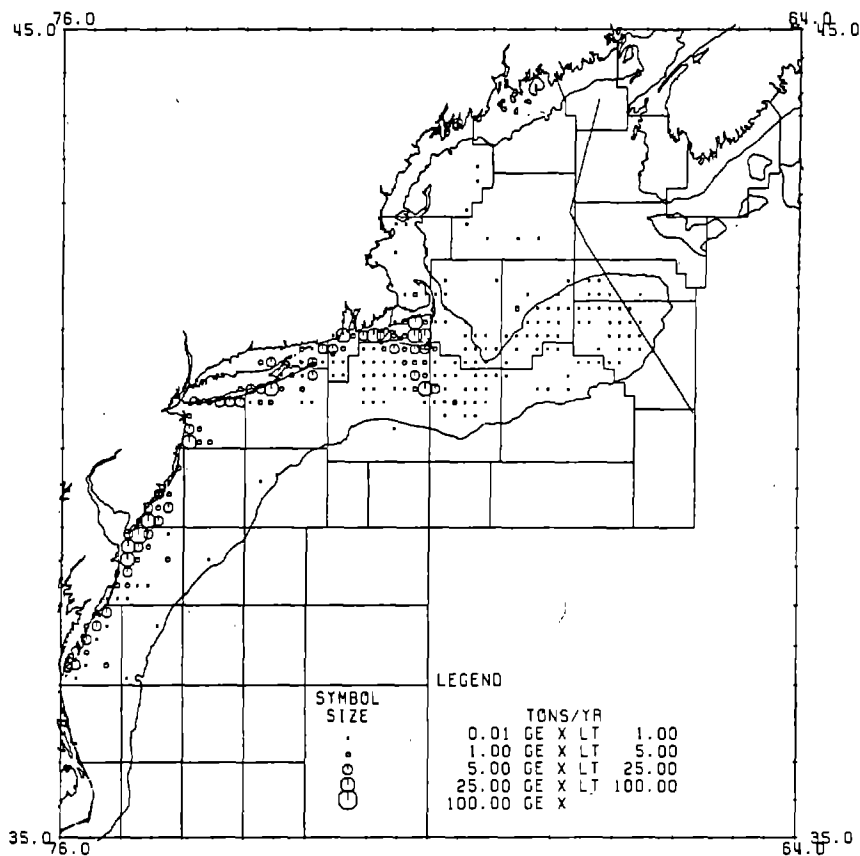 76.0 64.0
45.0 45.0
LEGEND
SYMBOL
SIZE
TONS/YR
0.01 GE X LT 1.00
1.00 GE X LT 5.00
5.00 GE X LT 25.00
25.00 GE X LT 100.00
100.00 GE X
35.0 35.0
76.0 64.0